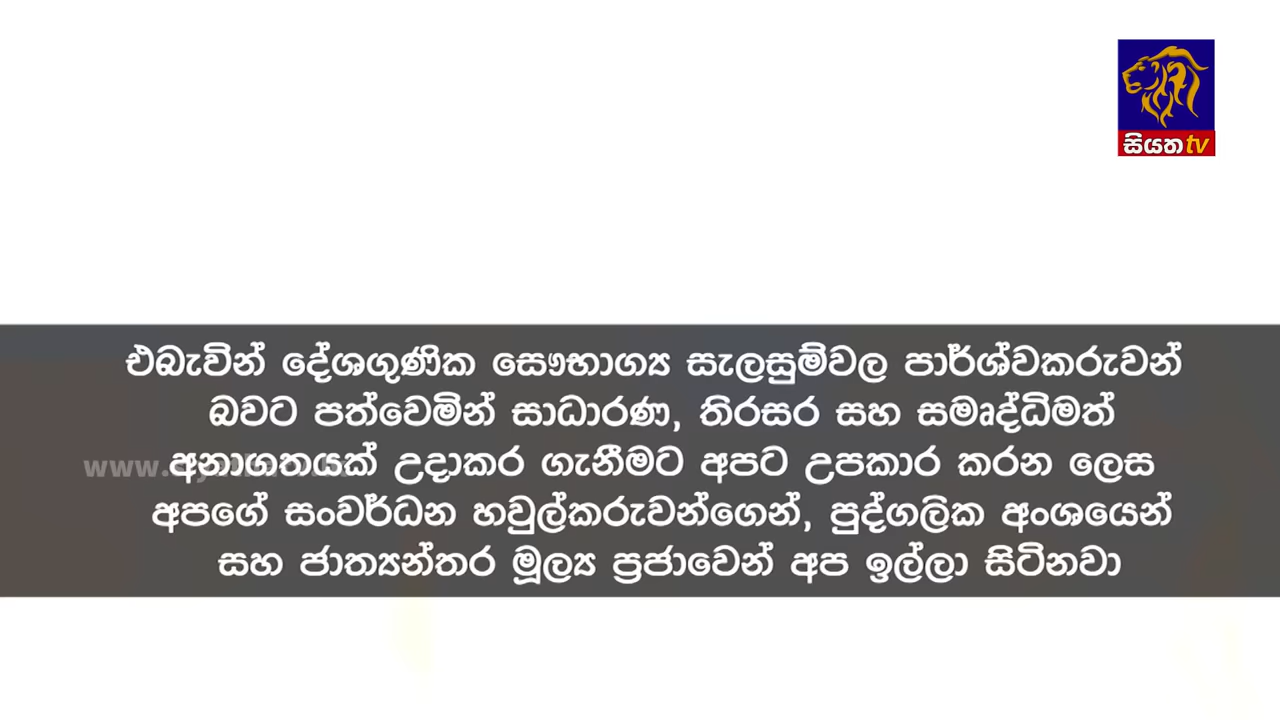 සියත tv
එබැවින් දේශගුණික සෞභාග්‍ය සැලසුම්වල පාර්ශ්වකරුවන්
බවට පත්වෙමින් සාධාරණ, තිරසර සහ සමෘද්ධිමත්
අනාගතයක් උදාකර ගැනීමට අපට උපකාර කරන ලෙස
අපගේ සංවර්ධන හවුල්කරුවන්ගෙන්, පුද්ගලික අංශයෙන්
සහ ජාත්‍යන්තර මූල්‍ය ප්‍රජාවෙන් අප ඉල්ලා සිටිනවා